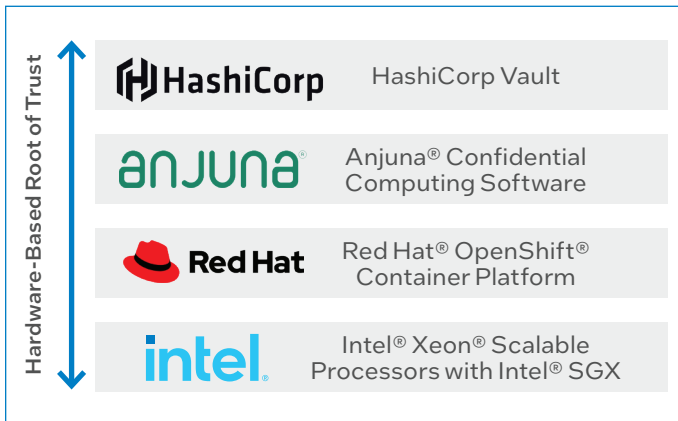 Hardware-Based Root of Trust
HashiCorp
HashiCorp Vault
anjuna®
Anjuna® Confidential
Computing Software
Red Hat
Red Hat® OpenShift®
Container Platform
intel®
Intel® Xeon® Scalable
Processors with Intel® SGX